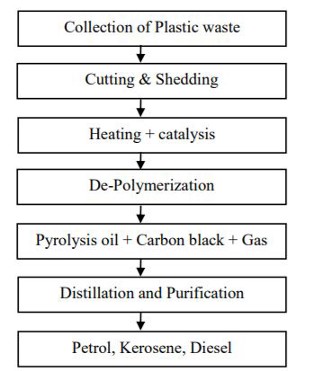 Collection of Plastic waste
Cutting & Shedding
Heating + catalysis
De-Polymerization
Pyrolysis oil + Carbon black + Gas
Distillation and Purification
Petrol, Kerosene, Diesel